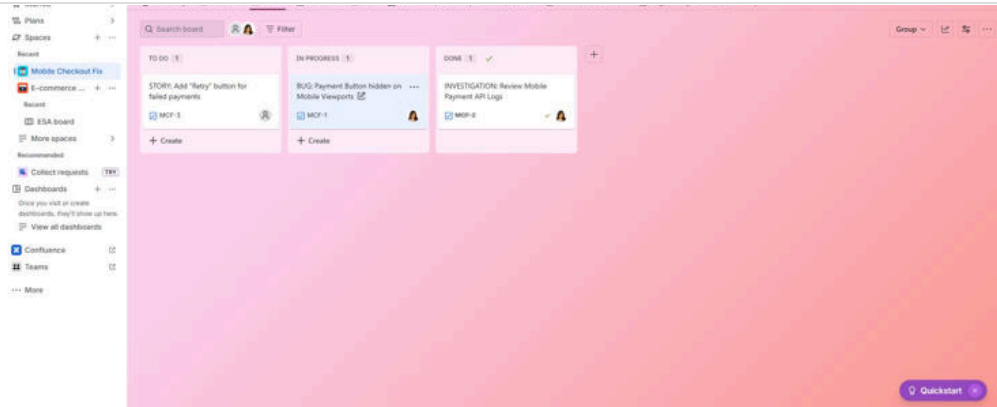 Plans
Spaces
Recent
Mobile Checkout Fix
E-commerce ...
Recent
ESA board
More spaces
Recommended
Collect requests TRY
Dashboards
Once you visit or create
dashboards, they'll show up here.
View all dashboards
Confluence
Teams
More
Search board
Filter
Group
TO DO 1
STORY: Add "Retry" button for
failed payments
MCF-3
+ Create
IN PROGRESS 1
BUG: Payment Button hidden on
Mobile Viewports
MCF-1
+ Create
DONE 1
INVESTIGATION: Review Mobile
Payment API Logs
MCF-2
Quickstart